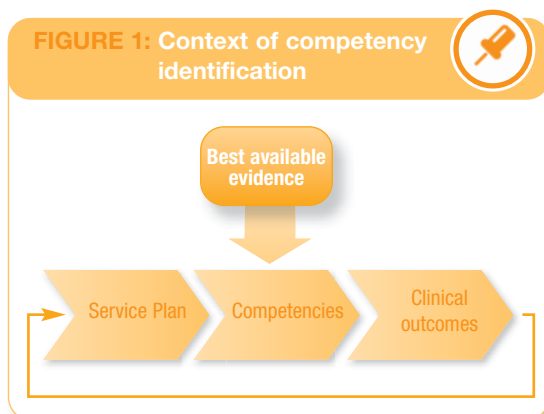 FIGURE 1: Context of competency
identification
Best available
evidence
Service Plan
Competencies
Clinical
outcomes